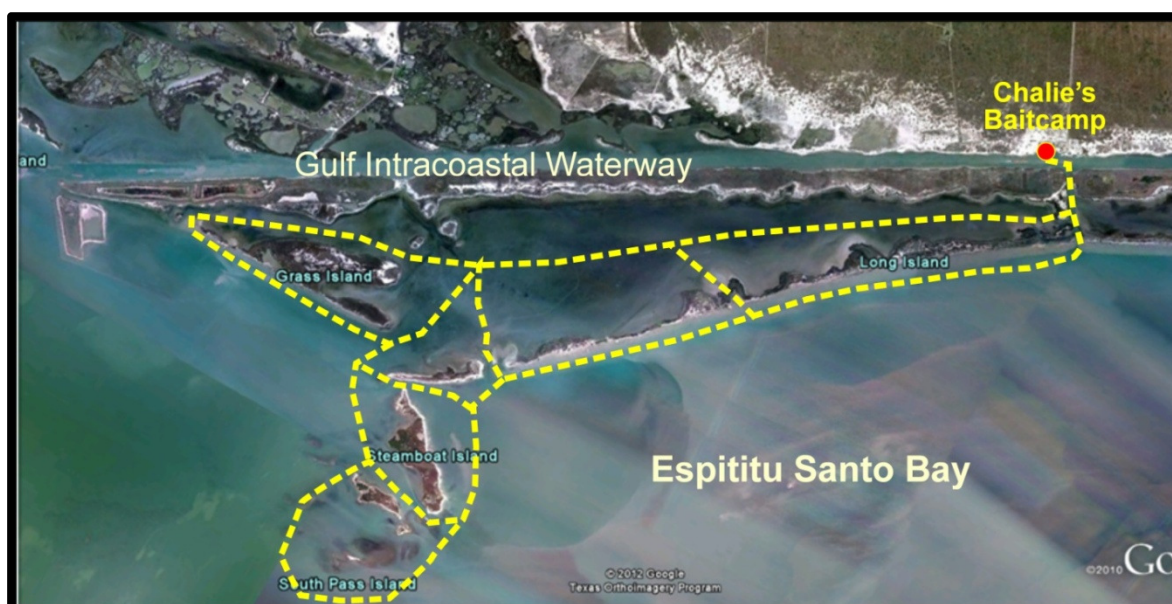 Chalie's
Baitcamp
and
Gulf Intracoastal Waterway
Grass Island
Long Island
Steamboat Island
Espititu Santo Bay
South Pass Island
© 2012 Google
Texas Orthoimagery Program
©2010 Go